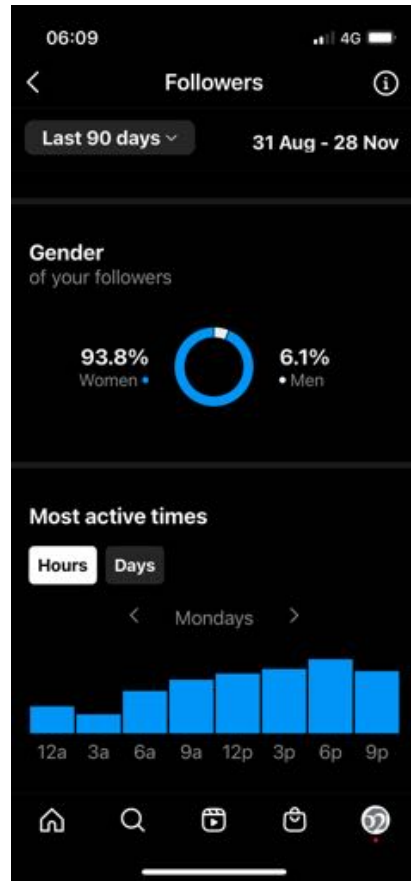 06:09 4G
Followers
Last 90 days 31 Aug - 28 Nov
Gender
of your followers
93.8% 6.1%
Women Men
Most active times
Hours Days
Mondays
12a 3a 6a 9a 12p 3p 6p 9p